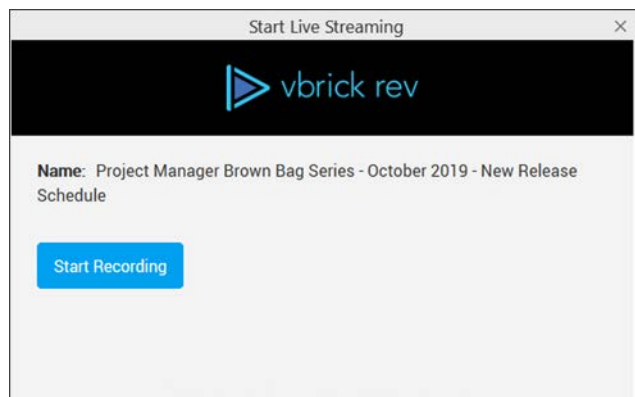 Start Live Streaming
vbrick rev
Name: Project Manager Brown Bag Series - October 2019 - New Release
Schedule
Start Recording